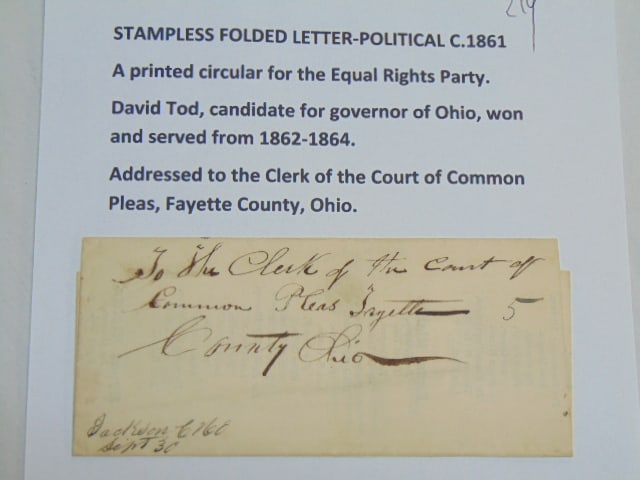 219
STAMPLESS FOLDED LETTER-POLITICAL C.1861
A printed circular for the Equal Rights Party.
David Tod, candidate for governor of Ohio, won
and served from 1862-1864.
Addressed to the Clerk of the Court of Common
Pleas, Fayette County, Ohio.
To the Clerk of the Court of
Common Pleas Fayette 5
County Ohio
Jackson
Sept 30